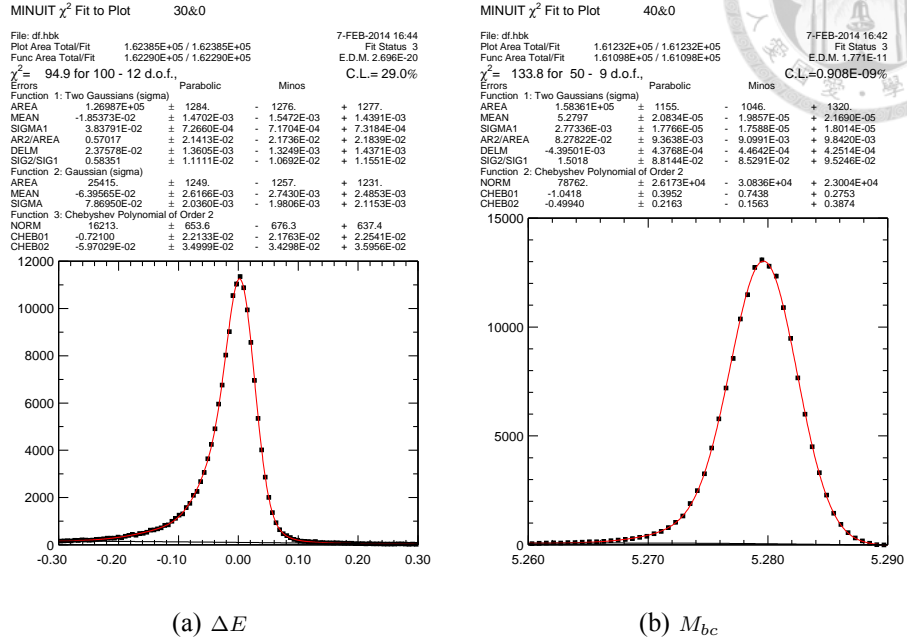 MINUIT χ² Fit to Plot 30&0
File: df.hbk 7-FEB-2014 16:44
Plot Area Total/Fit 1.62385E+05 / 1.62385E+05 Fit Status 3
Func Area Total/Fit 1.62290E+05 / 1.62290E+05 E.D.M. 2.696E-20
χ²= 94.9 for 100 - 12 d.o.f., C.L.= 29.0%
Errors Parabolic Minos
Function 1: Two Gaussians (sigma)
AREA 1.26987E+05 ± 1284. - 1276. + 1277.
MEAN -1.85373E-02 ± 1.4702E-03 - 1.5472E-03 + 1.4391E-03
SIGMA1 3.83791E-02 ± 7.2660E-04 - 7.1704E-04 + 7.3184E-04
AR2/AREA 0.57017 ± 2.1413E-02 - 2.1736E-02 + 2.1839E-02
DELM 2.37578E-02 ± 1.3605E-03 - 1.3249E-03 + 1.4371E-03
SIG2/SIG1 0.58351 ± 1.1111E-02 - 1.0692E-02 + 1.1551E-02
Function 2: Gaussian (sigma)
AREA 25415. ± 1249. - 1257. + 1231.
MEAN -6.39565E-02 ± 2.6166E-03 - 2.7430E-03 + 2.4853E-03
SIGMA 7.86950E-02 ± 2.0360E-03 - 1.9806E-03 + 2.1153E-03
Function 3: Chebyshev Polynomial of Order 2
NORM 16213. ± 653.6 - 676.3 + 637.4
CHEB01 -0.72100 ± 2.2133E-02 - 2.1763E-02 + 2.2541E-02
CHEB02 -5.97029E-02 ± 3.4999E-02 - 3.4298E-02 + 3.5956E-02
12000
10000
8000
6000
4000
2000
0
-0.30 -0.20 -0.10 0.00 0.10 0.20 0.30
(a) ΔE
MINUIT χ² Fit to Plot 40&0
File: df.hbk 7-FEB-2014 16:42
Plot Area Total/Fit 1.61232E+05 / 1.61232E+05 Fit Status 3
Func Area Total/Fit 1.61098E+05 / 1.61098E+05 E.D.M. 1.771E-11
χ²= 133.8 for 50 - 9 d.o.f., C.L.=0.908E-09%
Errors Parabolic Minos
Function 1: Two Gaussians (sigma)
AREA 1.58361E+05 ± 1155. - 1046. + 1320.
MEAN 5.2797 ± 2.0834E-05 - 1.9857E-05 + 2.1690E-05
SIGMA1 2.77336E-03 ± 1.7766E-05 - 1.7588E-05 + 1.8014E-05
AR2/AREA 8.27822E-02 ± 9.3638E-03 - 9.0991E-03 + 9.8420E-03
DELM -4.39501E-03 ± 4.3768E-04 - 4.4642E-04 + 4.2514E-04
SIG2/SIG1 1.5018 ± 8.8144E-02 - 8.5291E-02 + 9.5246E-02
Function 2: Chebyshev Polynomial of Order 2
NORM 78762. ± 2.6173E+04 - 3.0836E+04 + 2.3004E+04
CHEB01 -1.0418 ± 0.3952 - 0.7438 + 0.2753
CHEB02 -0.49940 ± 0.2163 - 0.1563 + 0.3874
15000
10000
5000
0
5.260 5.270 5.280 5.290
(b) Mbc